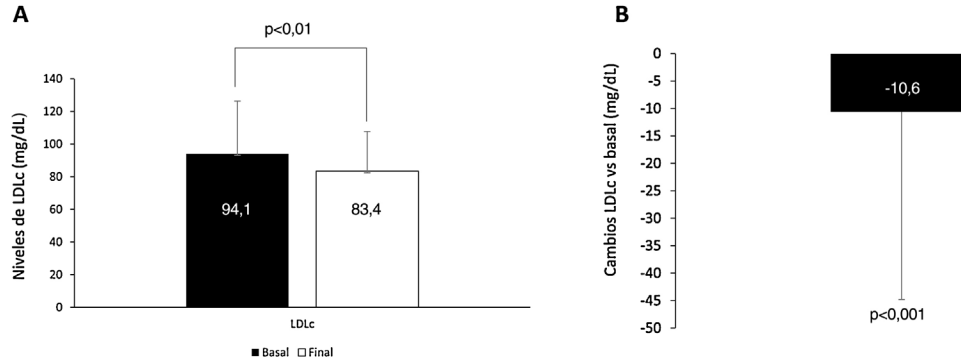 A
p<0,01
Niveles de LDLc (mg/dL)
140
120
100
80
60
40
20
0
94,1
83,4
LDLc
Basal
Final
B
Cambios LDLc vs basal (mg/dL)
0
-5
-10
-15
-20
-25
-30
-35
-40
-45
-50
-10,6
p<0,001